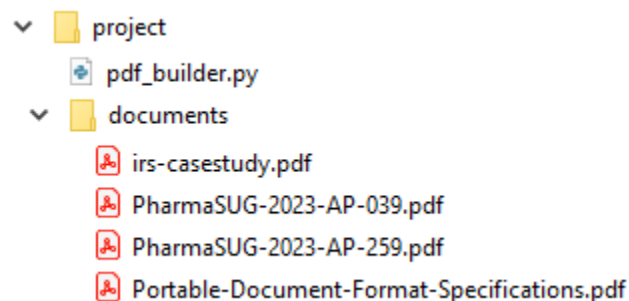 project
pdf_builder.py
documents
irs-casestudy.pdf
PharmaSUG-2023-AP-039.pdf
PharmaSUG-2023-AP-259.pdf
Portable-Document-Format-Specifications.pdf